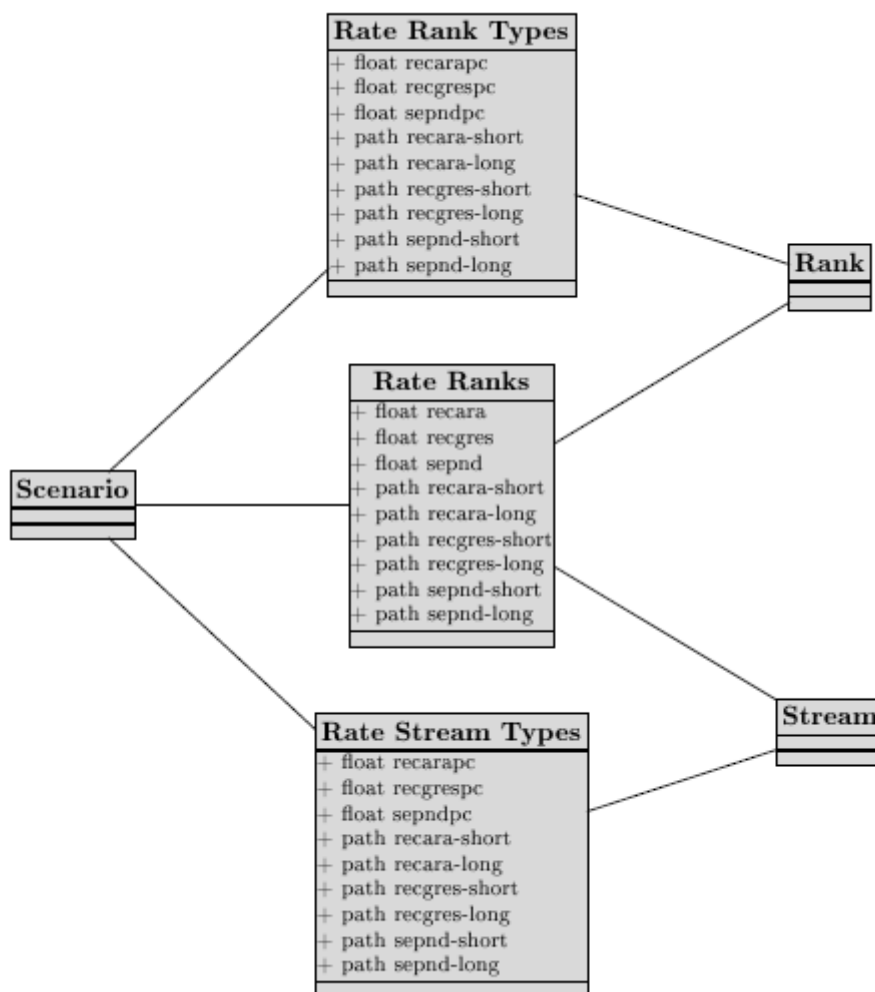 Rate Rank Types
+ float recarapc
+ float recgrespc
+ float sepndpc
+ path recara-short
+ path recara-long
+ path recgres-short
+ path recgres-long
+ path sepnd-short
+ path sepnd-long
Rank
Rate Ranks
+ float recara
+ float recgres
+ float sepnd
+ path recara-short
+ path recara-long
+ path recgres-short
+ path recgres-long
+ path sepnd-short
+ path sepnd-long
Scenario
Rate Stream Types
+ float recarapc
+ float recgrespc
+ float sepndpc
+ path recara-short
+ path recara-long
+ path recgres-short
+ path recgres-long
+ path sepnd-short
+ path sepnd-long
Stream